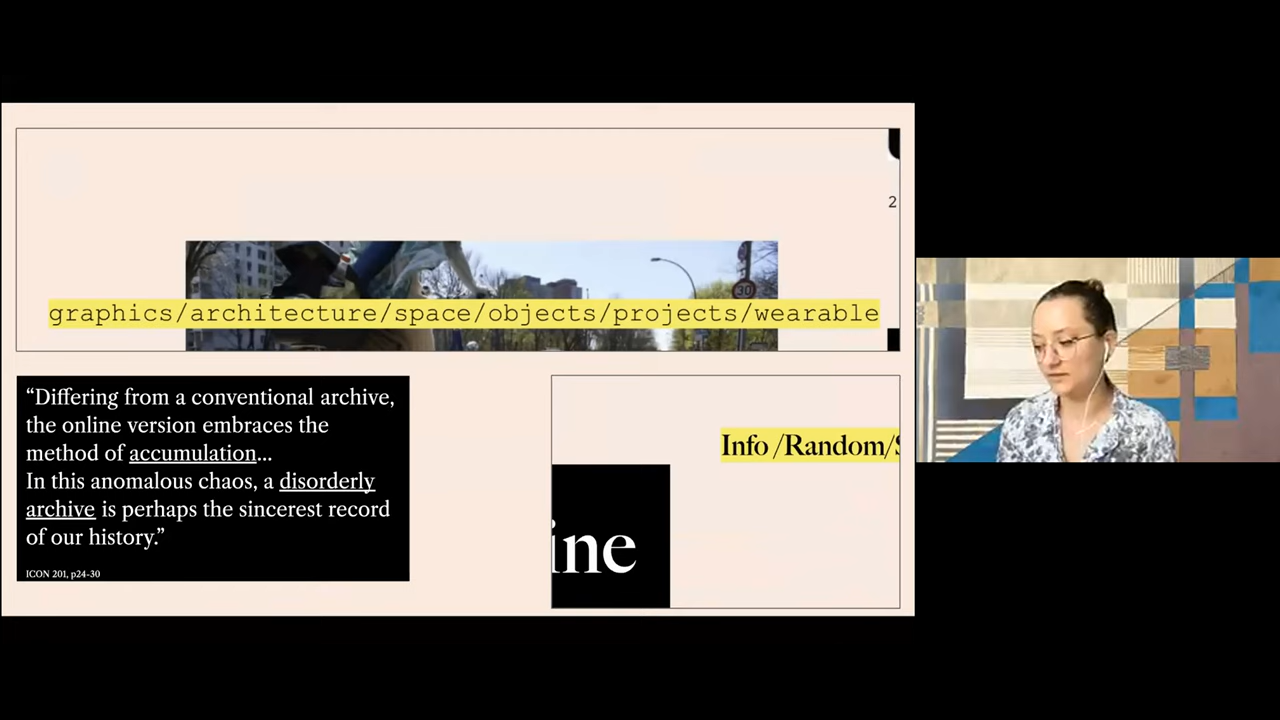 2
30
graphics/architecture/space/objects/projects/wearable
“Differing from a conventional archive,
the online version embraces the
method of accumulation...
In this anomalous chaos, a disorderly
archive is perhaps the sincerest record
of our history.”
ICON 201, p24-30
Info /Random/
ine